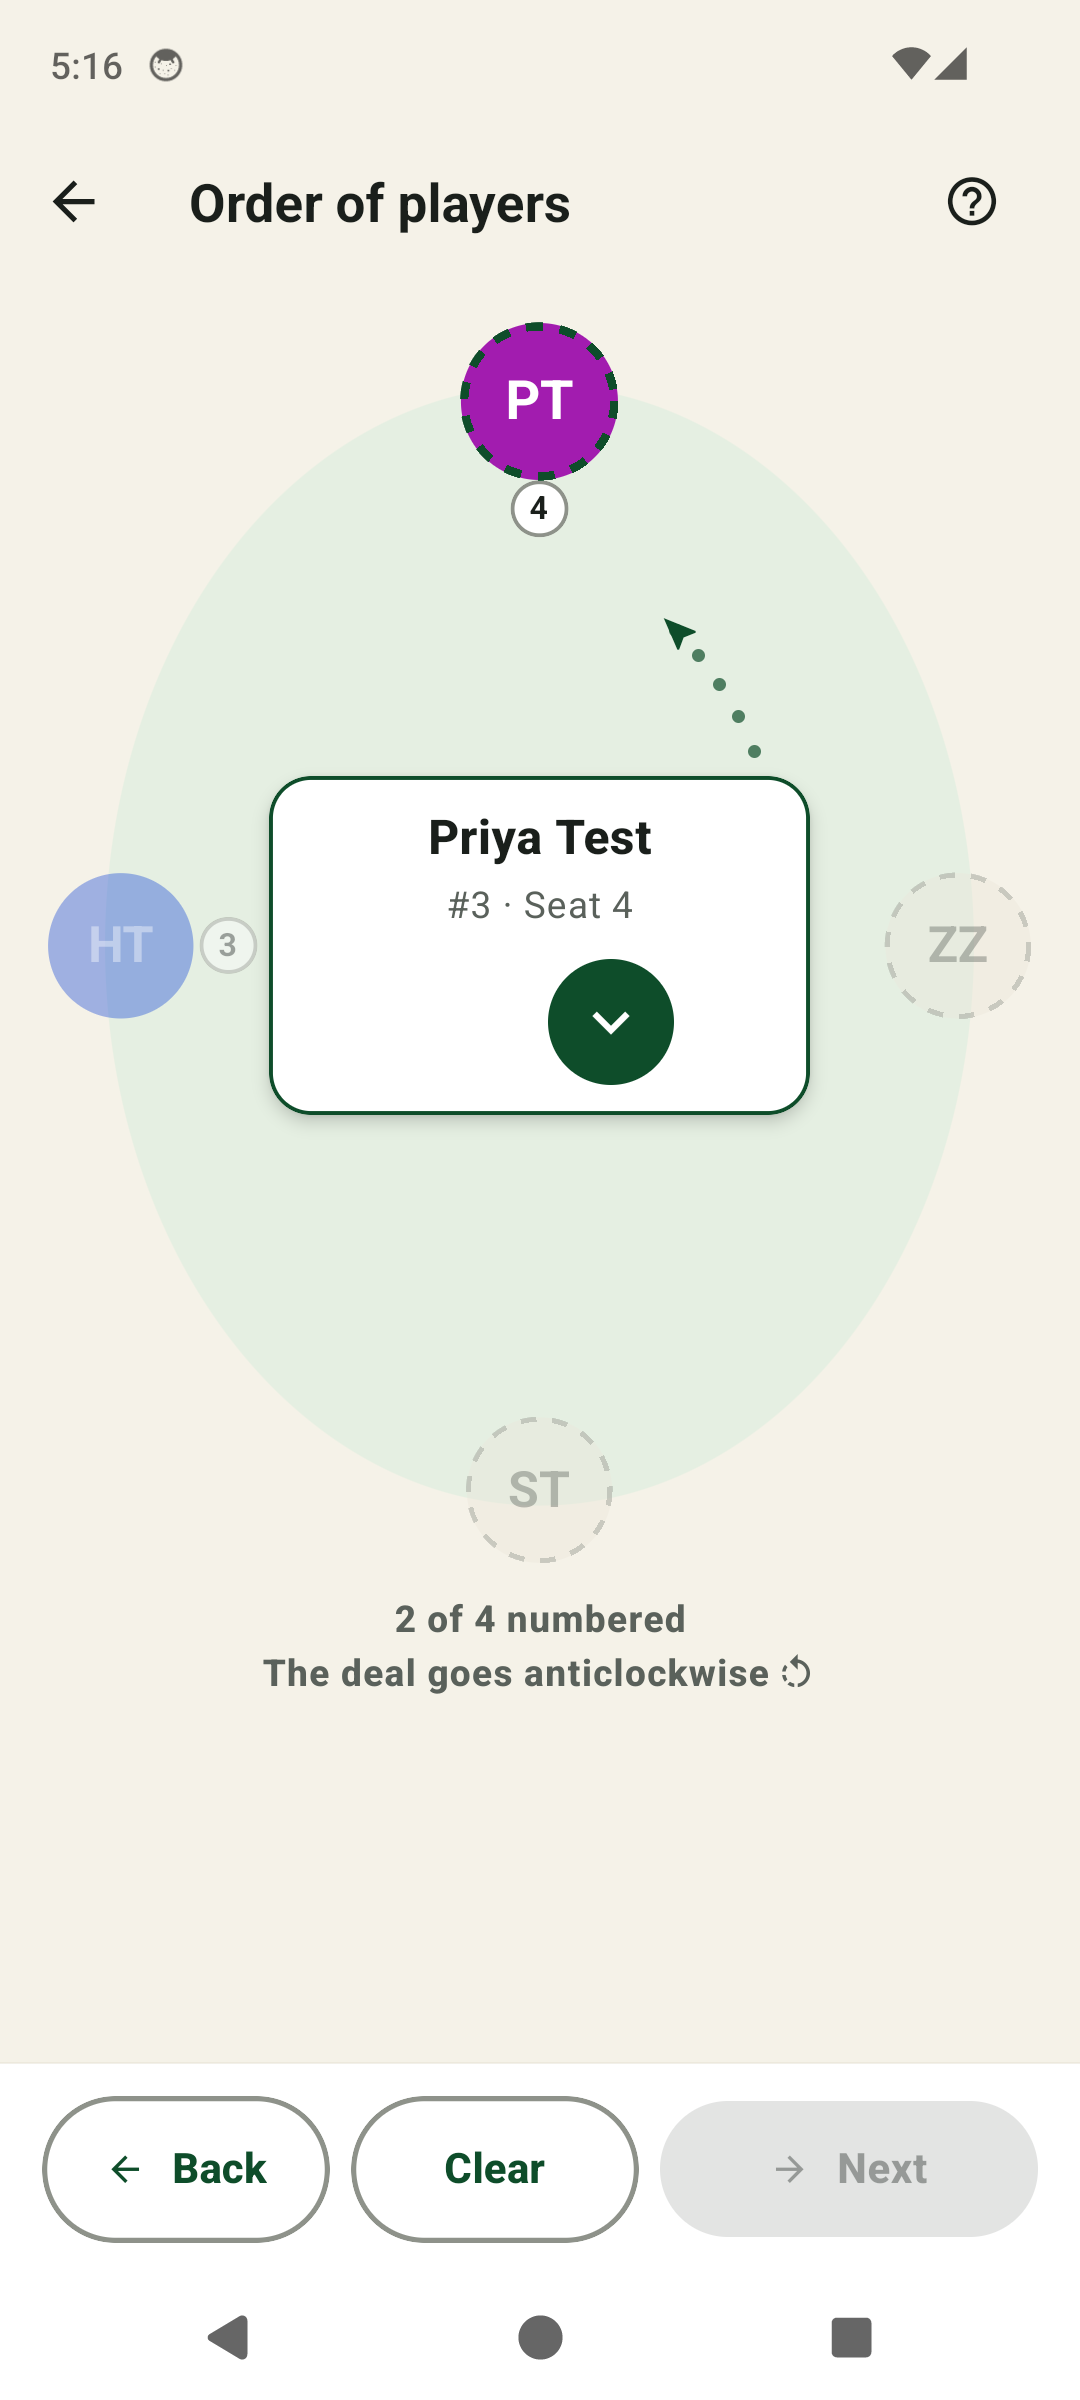 5:16
Order of players
PT
4
Priya Test
#3 · Seat 4
HT
3
ZZ
ST
2 of 4 numbered
The deal goes anticlockwise
Back
Clear
Next